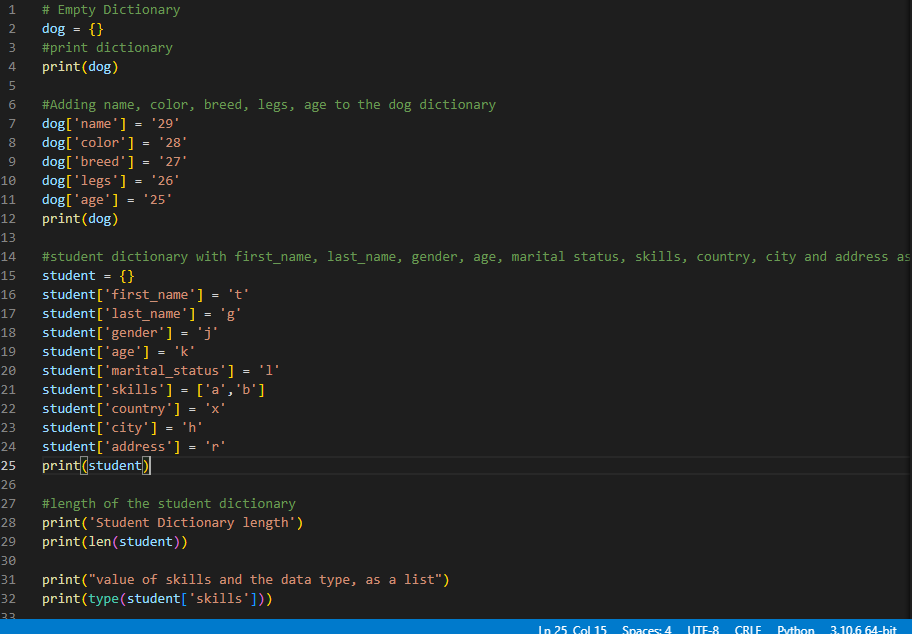 1 # Empty Dictionary
2 dog = {}
3 #print dictionary
4 print(dog)
5
6 #Adding name, color, breed, legs, age to the dog dictionary
7 dog['name'] = '29'
8 dog['color'] = '28'
9 dog['breed'] = '27'
10 dog['legs'] = '26'
11 dog['age'] = '25'
12 print(dog)
13
14 #student dictionary with first_name, last_name, gender, age, marital status, skills, country, city and address as
15 student = {}
16 student['first_name'] = 't'
17 student['last_name'] = 'g'
18 student['gender'] = 'j'
19 student['age'] = 'k'
20 student['marital_status'] = 'l'
21 student['skills'] = ['a','b']
22 student['country'] = 'x'
23 student['city'] = 'h'
24 student['address'] = 'r'
25 print(student)
26
27 #length of the student dictionary
28 print('Student Dictionary length')
29 print(len(student))
30
31 print("value of skills and the data type, as a list")
32 print(type(student['skills']))
33
Ln 25, Col 15 Spaces: 4 UTF-8 CRLF Python 3.10.6 64-bit